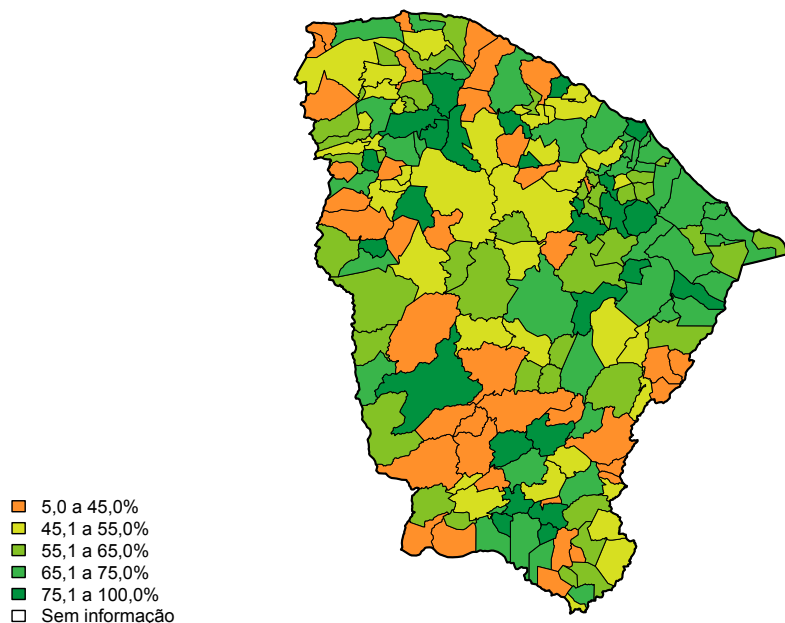 5,0 a 45,0%
45,1 a 55,0%
55,1 a 65,0%
65,1 a 75,0%
75,1 a 100,0%
Sem informação